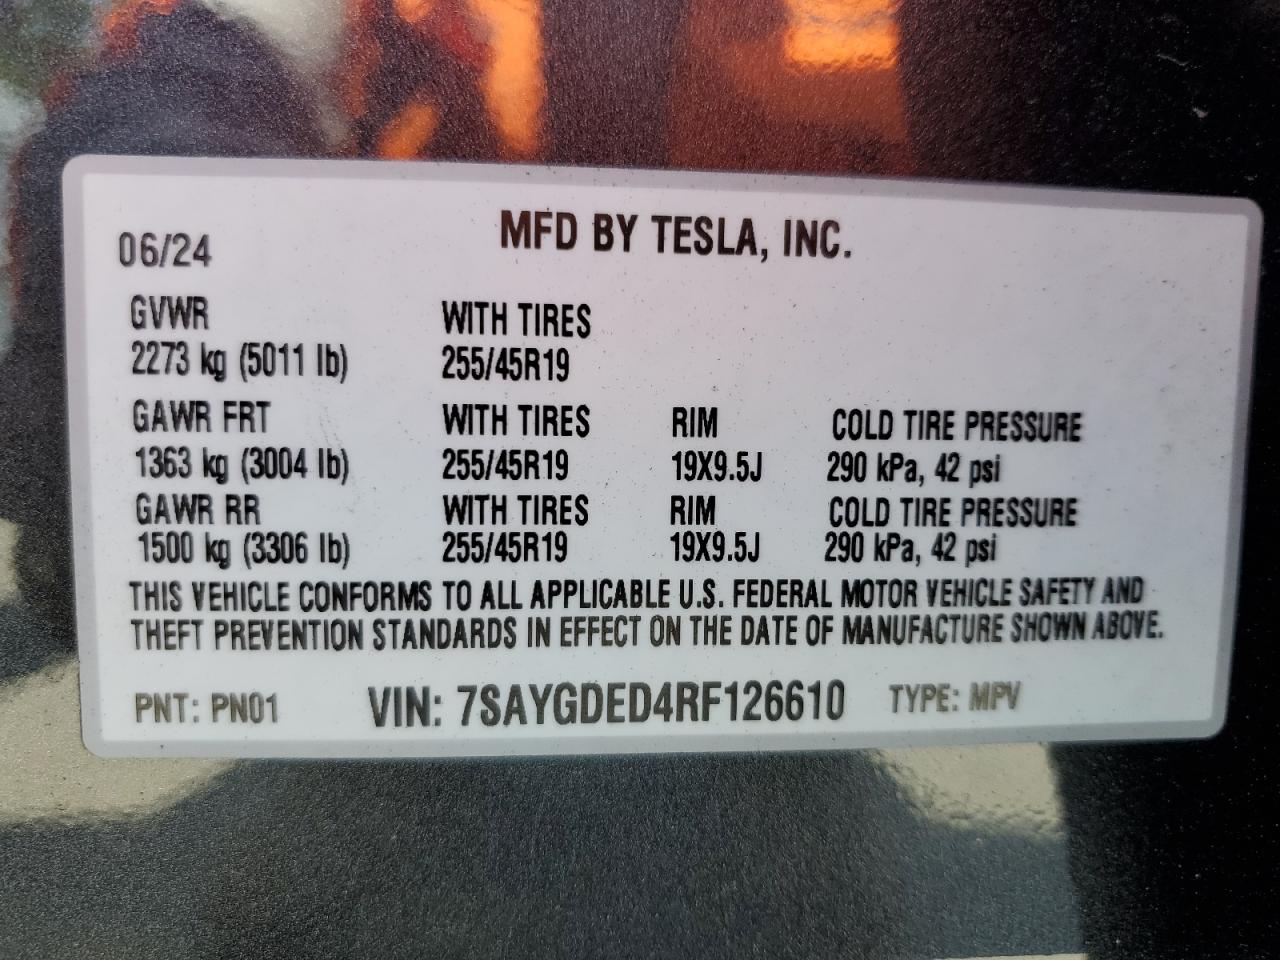 MFD BY TESLA, INC.
06/24
GVWR WITH TIRES
2273 kg (5011 lb) 255/45R19
GAWR FRT WITH TIRES RIM COLD TIRE PRESSURE
1363 kg (3004 lb) 255/45R19 19X9.5J 290 kPa, 42 psi
GAWR RR WITH TIRES RIM COLD TIRE PRESSURE
1500 kg (3306 lb) 255/45R19 19X9.5J 290 kPa, 42 psi
THIS VEHICLE CONFORMS TO ALL APPLICABLE U.S. FEDERAL MOTOR VEHICLE SAFETY AND
THEFT PREVENTION STANDARDS IN EFFECT ON THE DATE OF MANUFACTURE SHOWN ABOVE.
PNT: PN01 VIN: 7SAYGDED4RF126610 TYPE: MPV